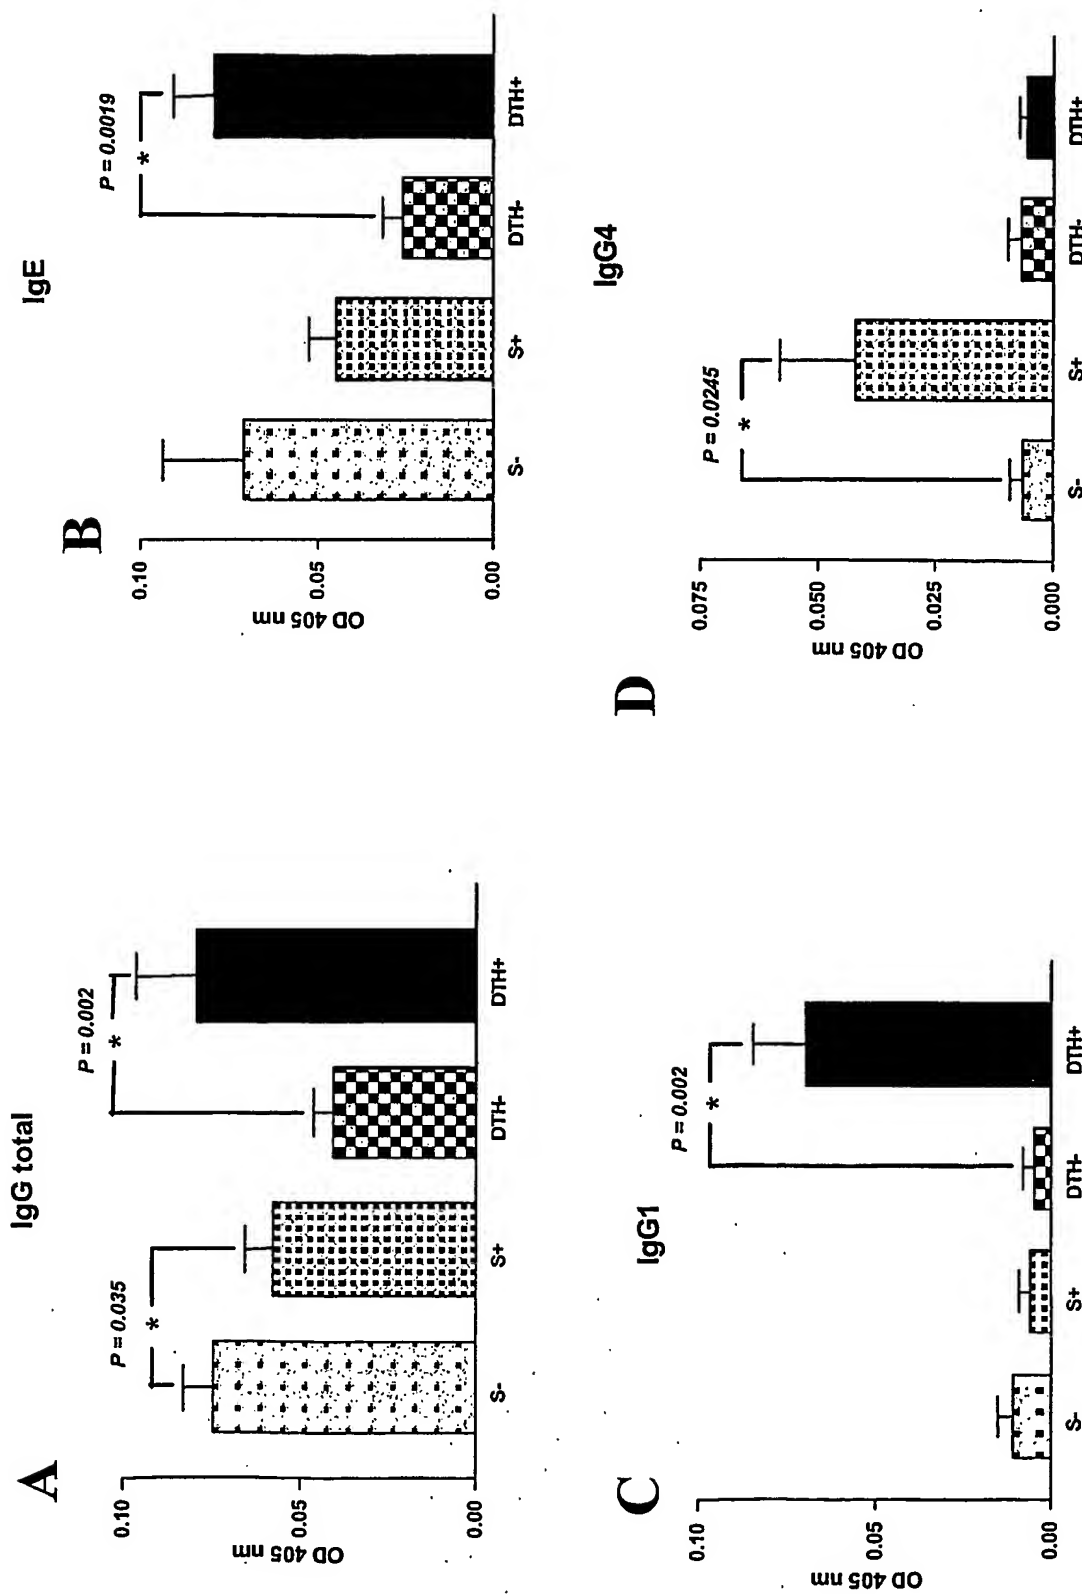 A
IgG total
P = 0.035
*
P = 0.002
*
OD 405 nm
0.10
0.05
0.00
S-
S+
DTH-
DTH+
B
IgE
P = 0.0019
*
OD 405 nm
0.10
0.05
0.00
S-
S+
DTH-
DTH+
C
IgG1
P = 0.002
*
OD 405 nm
0.10
0.05
0.00
S-
S+
DTH-
DTH+
D
IgG4
P = 0.0245
*
OD 405 nm
0.075
0.050
0.025
0.000
S-
S+
DTH-
DTH+